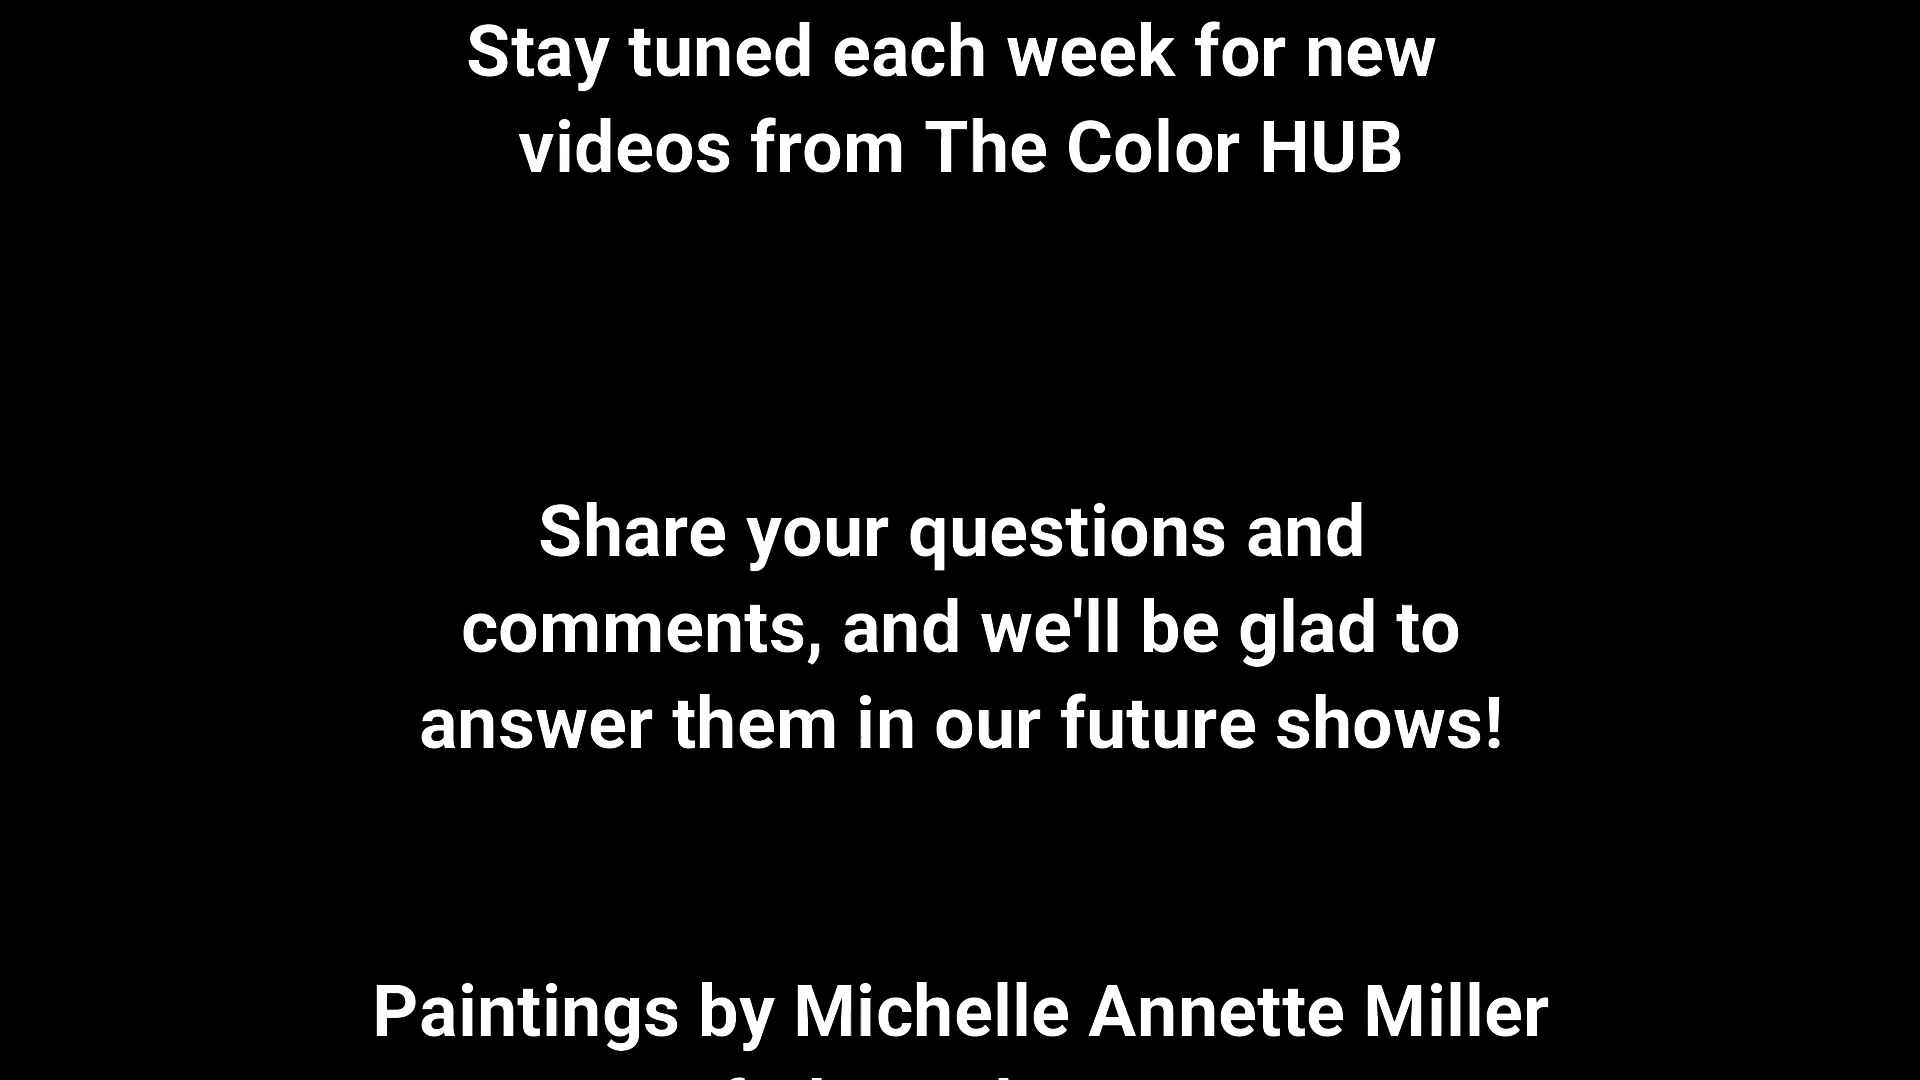 Stay tuned each week for new
videos from The Color HUB
Share your questions and
comments, and we'll be glad to
answer them in our future shows!
Paintings by Michelle Annette Miller